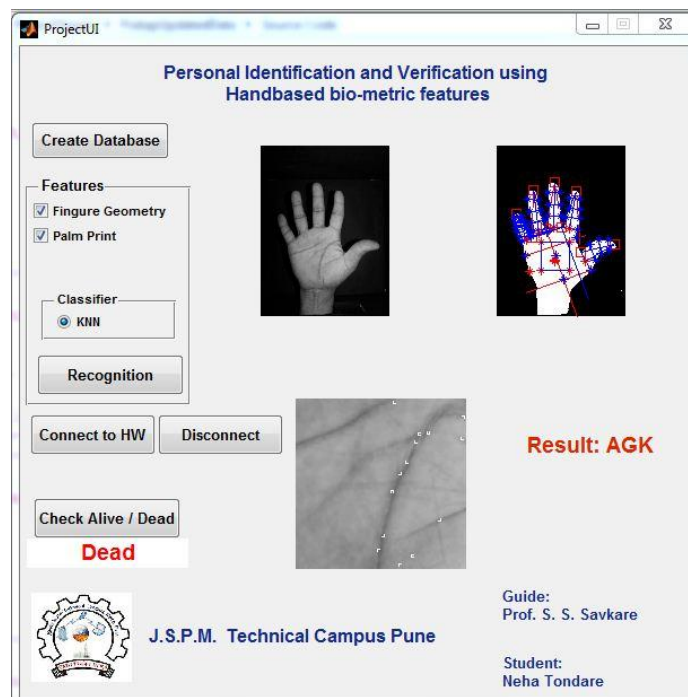 ProjectUI
Personal Identification and Verification using
Handbased bio-metric features
Create Database
Features
Fingure Geometry
Palm Print
Classifier
KNN
Recognition
Connect to HW
Disconnect
Result: AGK
Check Alive / Dead
Dead
J.S.P.M. Technical Campus Pune
Guide:
Prof. S. S. Savkare
Student:
Neha Tondare